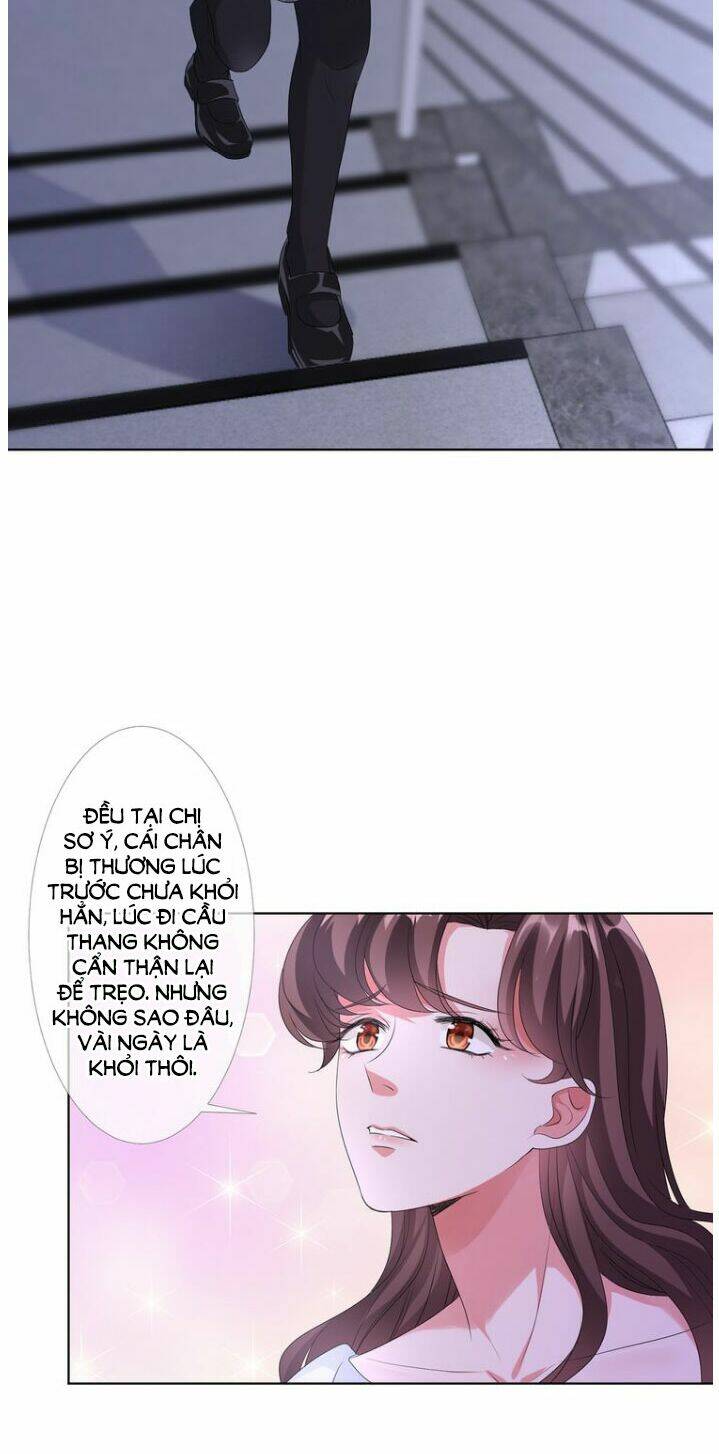 ĐỀU TẠI CHỊ
SƠ Ý, CÁI CHÂN
BỊ THƯƠNG LÚC
TRƯỚC CHƯA KHỎI
HẲN, LÚC ĐI CẦU
THANG KHÔNG
CẨN THẬN LẠI
ĐỂ TRẸO. NHƯNG
KHÔNG SAO ĐÂU,
VÀI NGÀY LÀ
KHỎI THÔI.